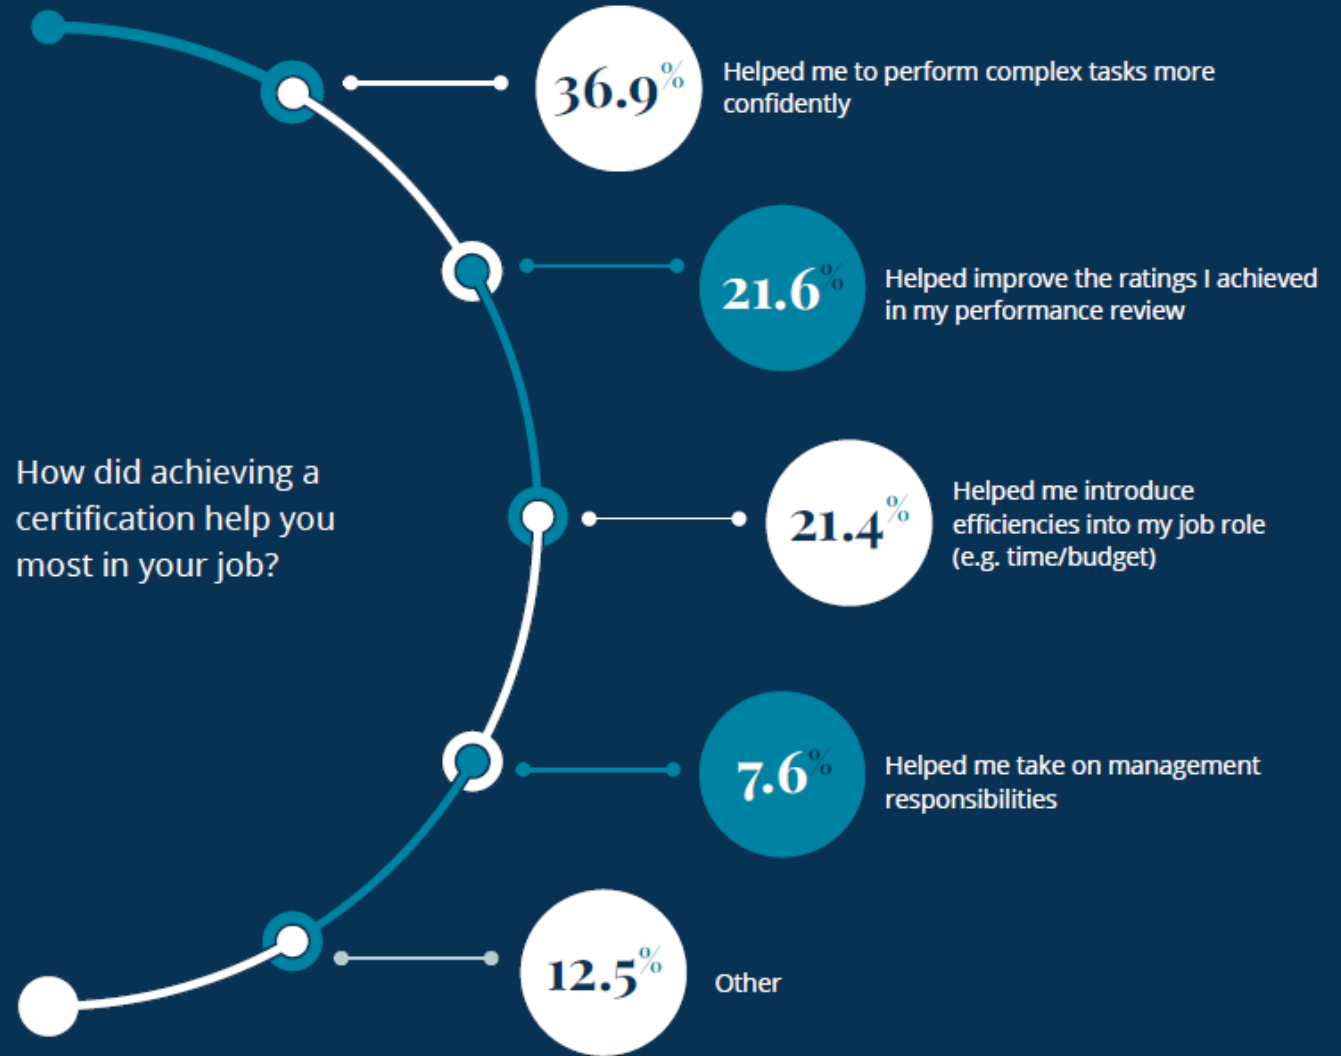 36.9%
Helped me to perform complex tasks more
confidently
21.6%
Helped improve the ratings I achieved
in my performance review
How did achieving a
certification help you
most in your job?
21.4%
Helped me introduce
efficiencies into my job role
(e.g. time/budget)
7.6%
Helped me take on management
responsibilities
12.5%
Other